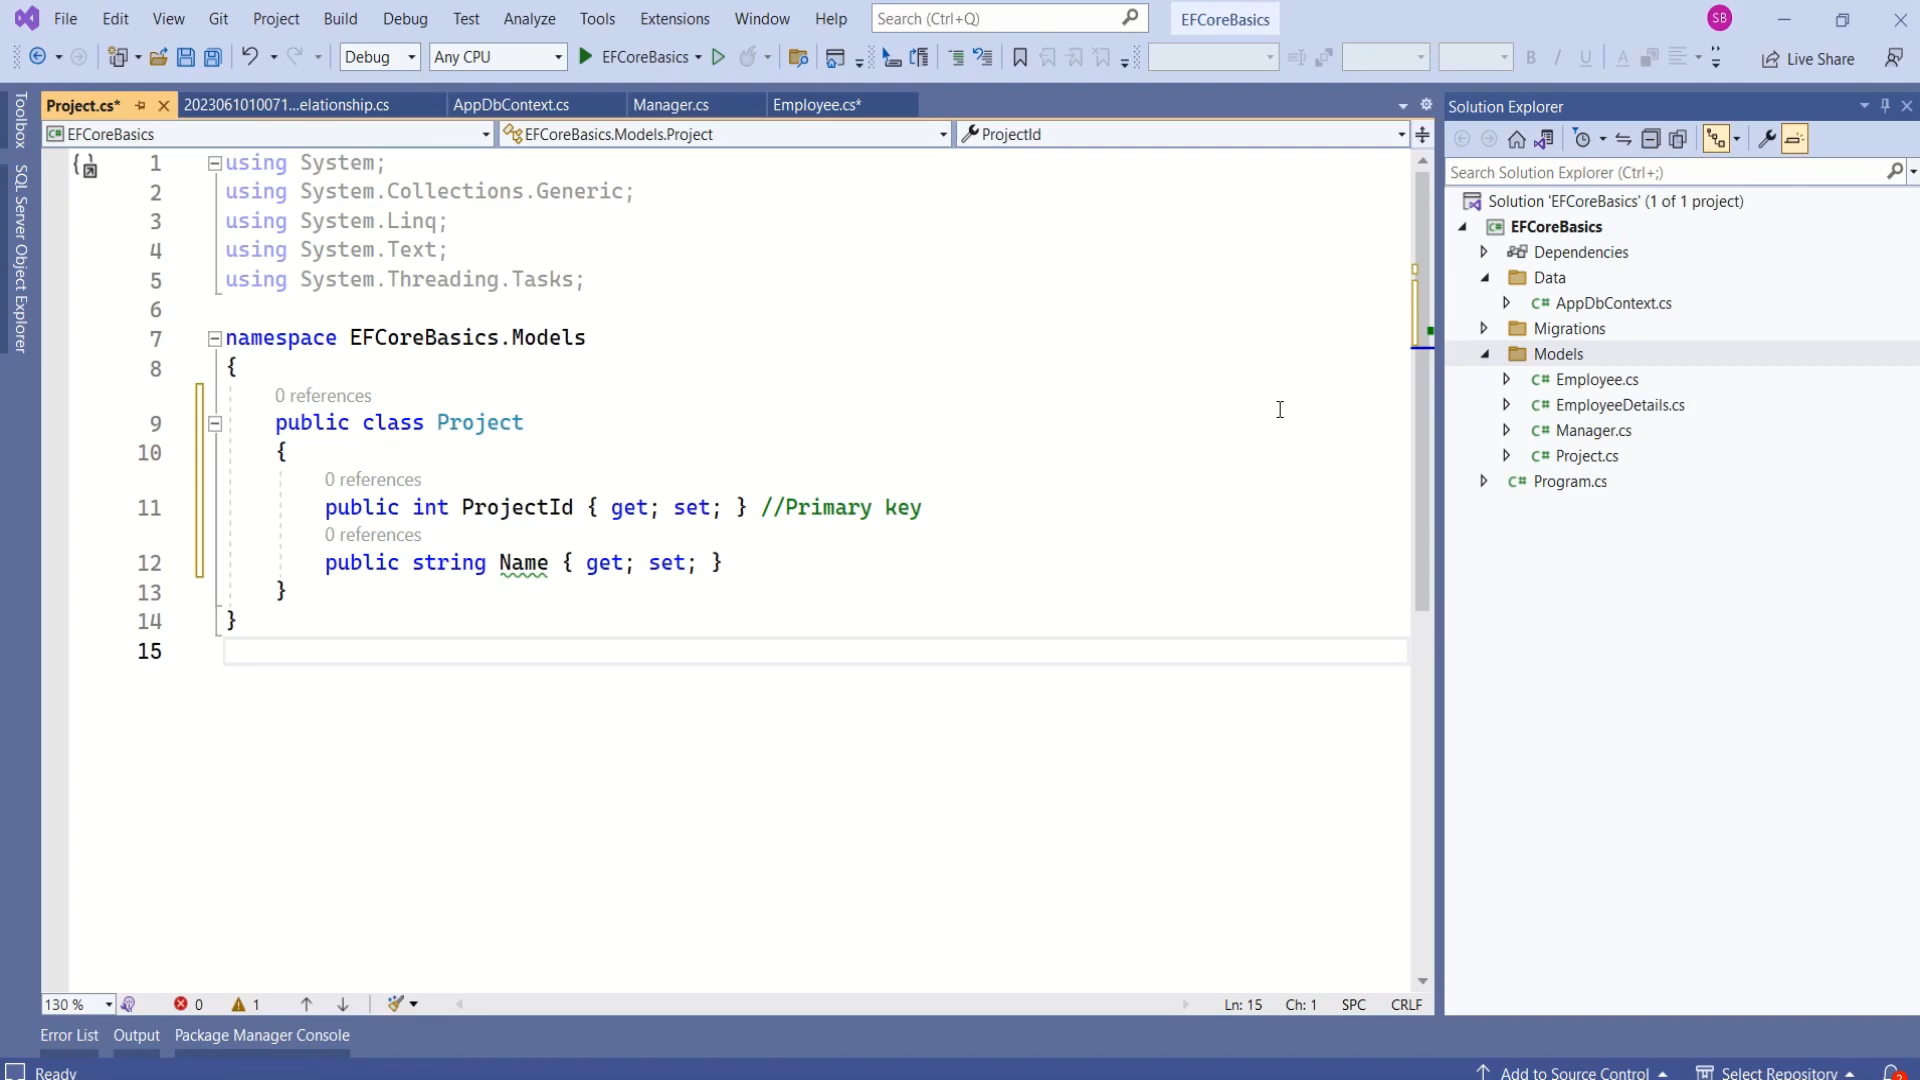 File Edit View Git Project Build Debug Test Analyze Tools Extensions Window Help Search (Ctrl+Q) EFCoreBasics SB
Debug Any CPU EFCoreBasics Live Share
Project.cs* 2023061010071...elationship.cs AppDbContext.cs Manager.cs Employee.cs*
EFCoreBasics EFCoreBasics.Models.Project ProjectId
Toolbox
SQL Server Object Explorer
1 using System;
2 using System.Collections.Generic;
3 using System.Linq;
4 using System.Text;
5 using System.Threading.Tasks;
6
7 namespace EFCoreBasics.Models
8 {
0 references
9 public class Project
10 {
0 references
11 public int ProjectId { get; set; } //Primary key
0 references
12 public string Name { get; set; }
13 }
14 }
15
130 % 0 1 Ln: 15 Ch: 1 SPC CRLF
Error List Output Package Manager Console
Solution Explorer
Search Solution Explorer (Ctrl+;)
Solution 'EFCoreBasics' (1 of 1 project)
C# EFCoreBasics
Dependencies
Data
C# AppDbContext.cs
Migrations
Models
C# Employee.cs
C# EmployeeDetails.cs
C# Manager.cs
C# Project.cs
C# Program.cs
Ready Add to Source Control Select Repository 2